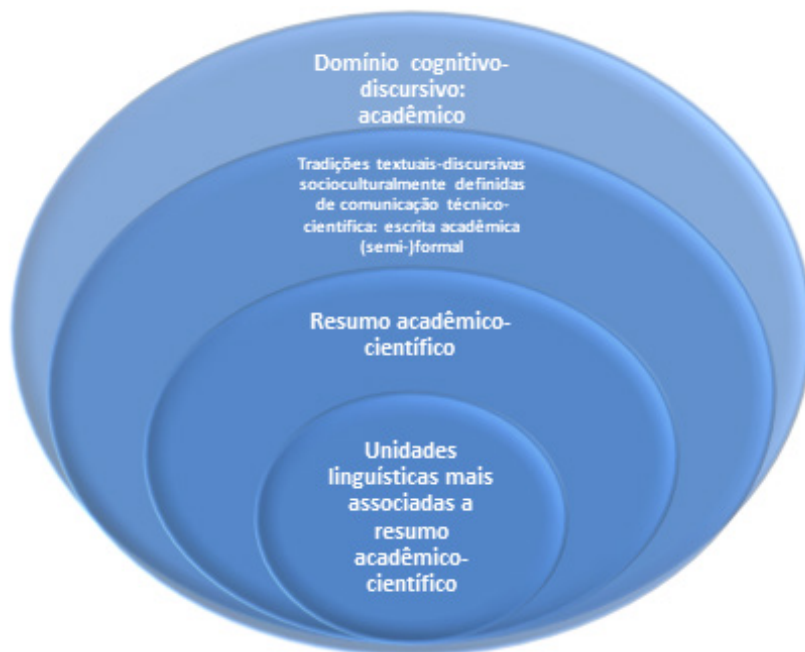 Domínio cognitivo-
discursivo:
acadêmico
Tradições textuais-discursivas
socioculturalmente definidas
de comunicação técnico-
científica: escrita acadêmica
(semi-)formal
Resumo acadêmico-
científico
Unidades
linguísticas mais
associadas a
resumo
acadêmico-
científico